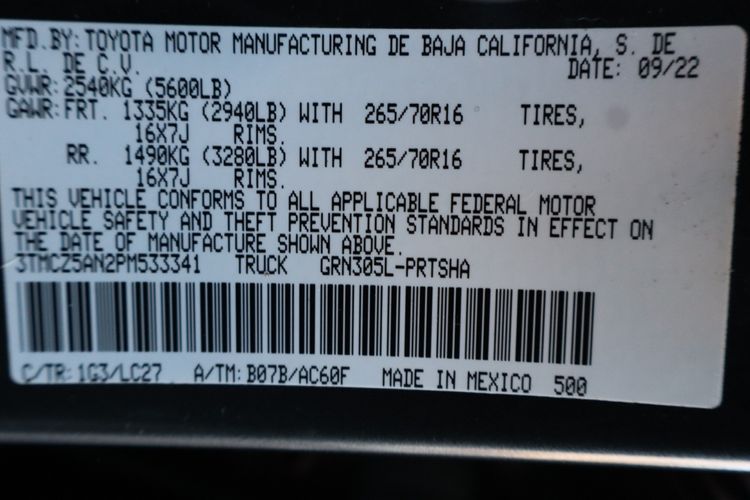 MFD. BY: TOYOTA MOTOR MANUFACTURING DE BAJA CALIFORNIA, S. DE
R.L. DE C.V. DATE: 09/22
GVWR: 2540KG (5600LB)
GAWR: FRT. 1335KG (2940LB) WITH 265/70R16 TIRES,
16X7J RIMS.
RR. 1490KG (3280LB) WITH 265/70R16 TIRES,
16X7J RIMS.
THIS VEHICLE CONFORMS TO ALL APPLICABLE FEDERAL MOTOR
VEHICLE SAFETY AND THEFT PREVENTION STANDARDS IN EFFECT ON
THE DATE OF MANUFACTURE SHOWN ABOVE.
3TMCZ5AN2PM533341 TRUCK GRN305L-PRTSHA
C/TR: 1G3/LC27 A/TM: B07B/AC60F MADE IN MEXICO 500